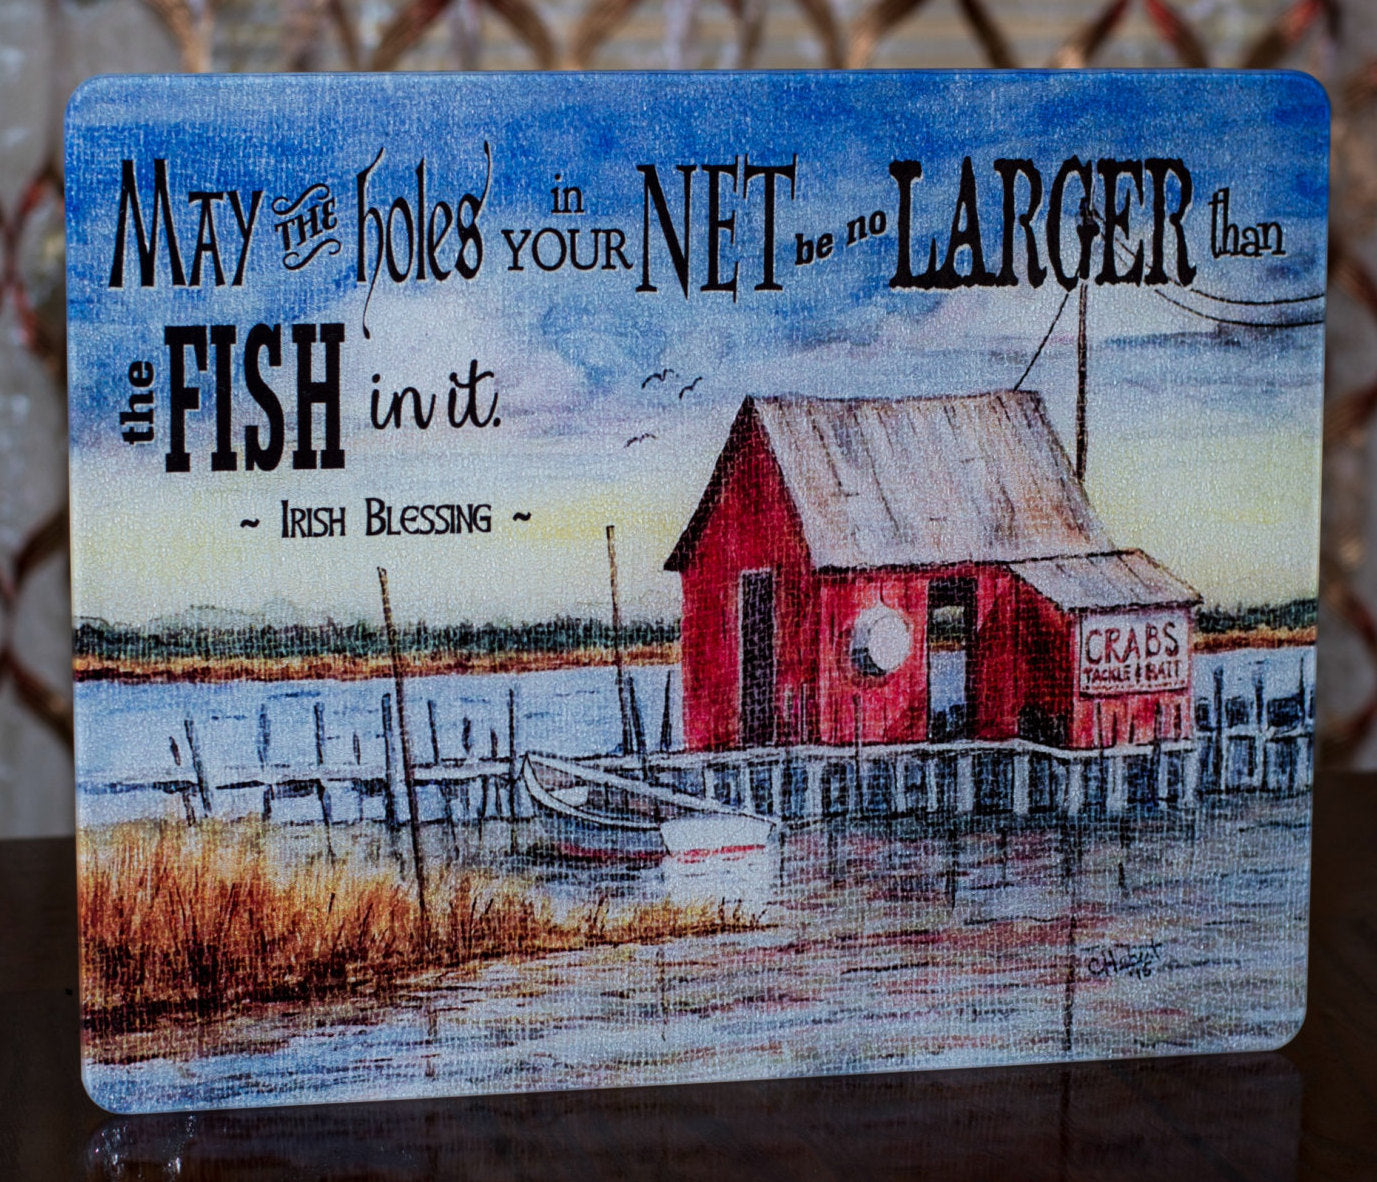 MAY THE holes in YOUR NET be no LARGER than
the FISH in it.
~ IRISH BLESSING ~
CRABS
TACKLE & BAIT